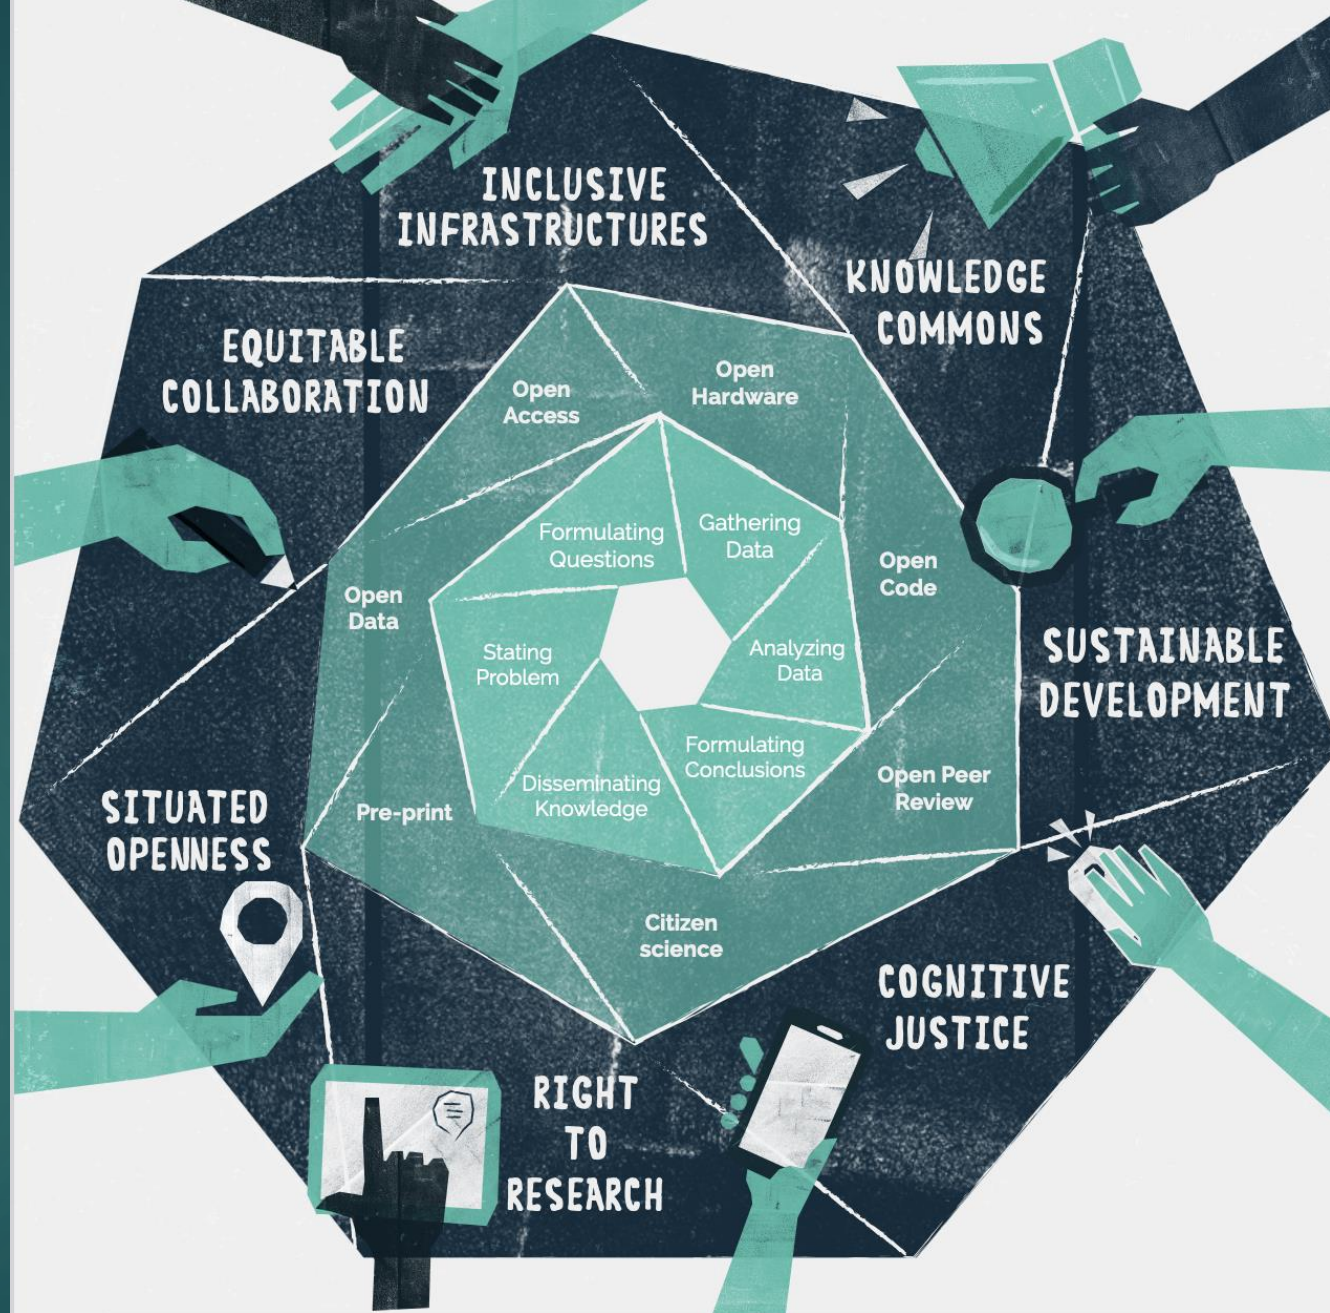 INCLUSIVE
INFRASTRUCTURES
KNOWLEDGE
COMMONS
EQUITABLE
COLLABORATION
Open
Access
Open
Hardware
Formulating
Questions
Gathering
Data
Open
Code
Open
Data
Stating
Problem
Analyzing
Data
SUSTAINABLE
DEVELOPMENT
Formulating
Conclusions
Disseminating
Knowledge
Open Peer
Review
Pre-print
SITUATED
OPENNESS
Citizen
science
COGNITIVE
JUSTICE
RIGHT
TO
RESEARCH